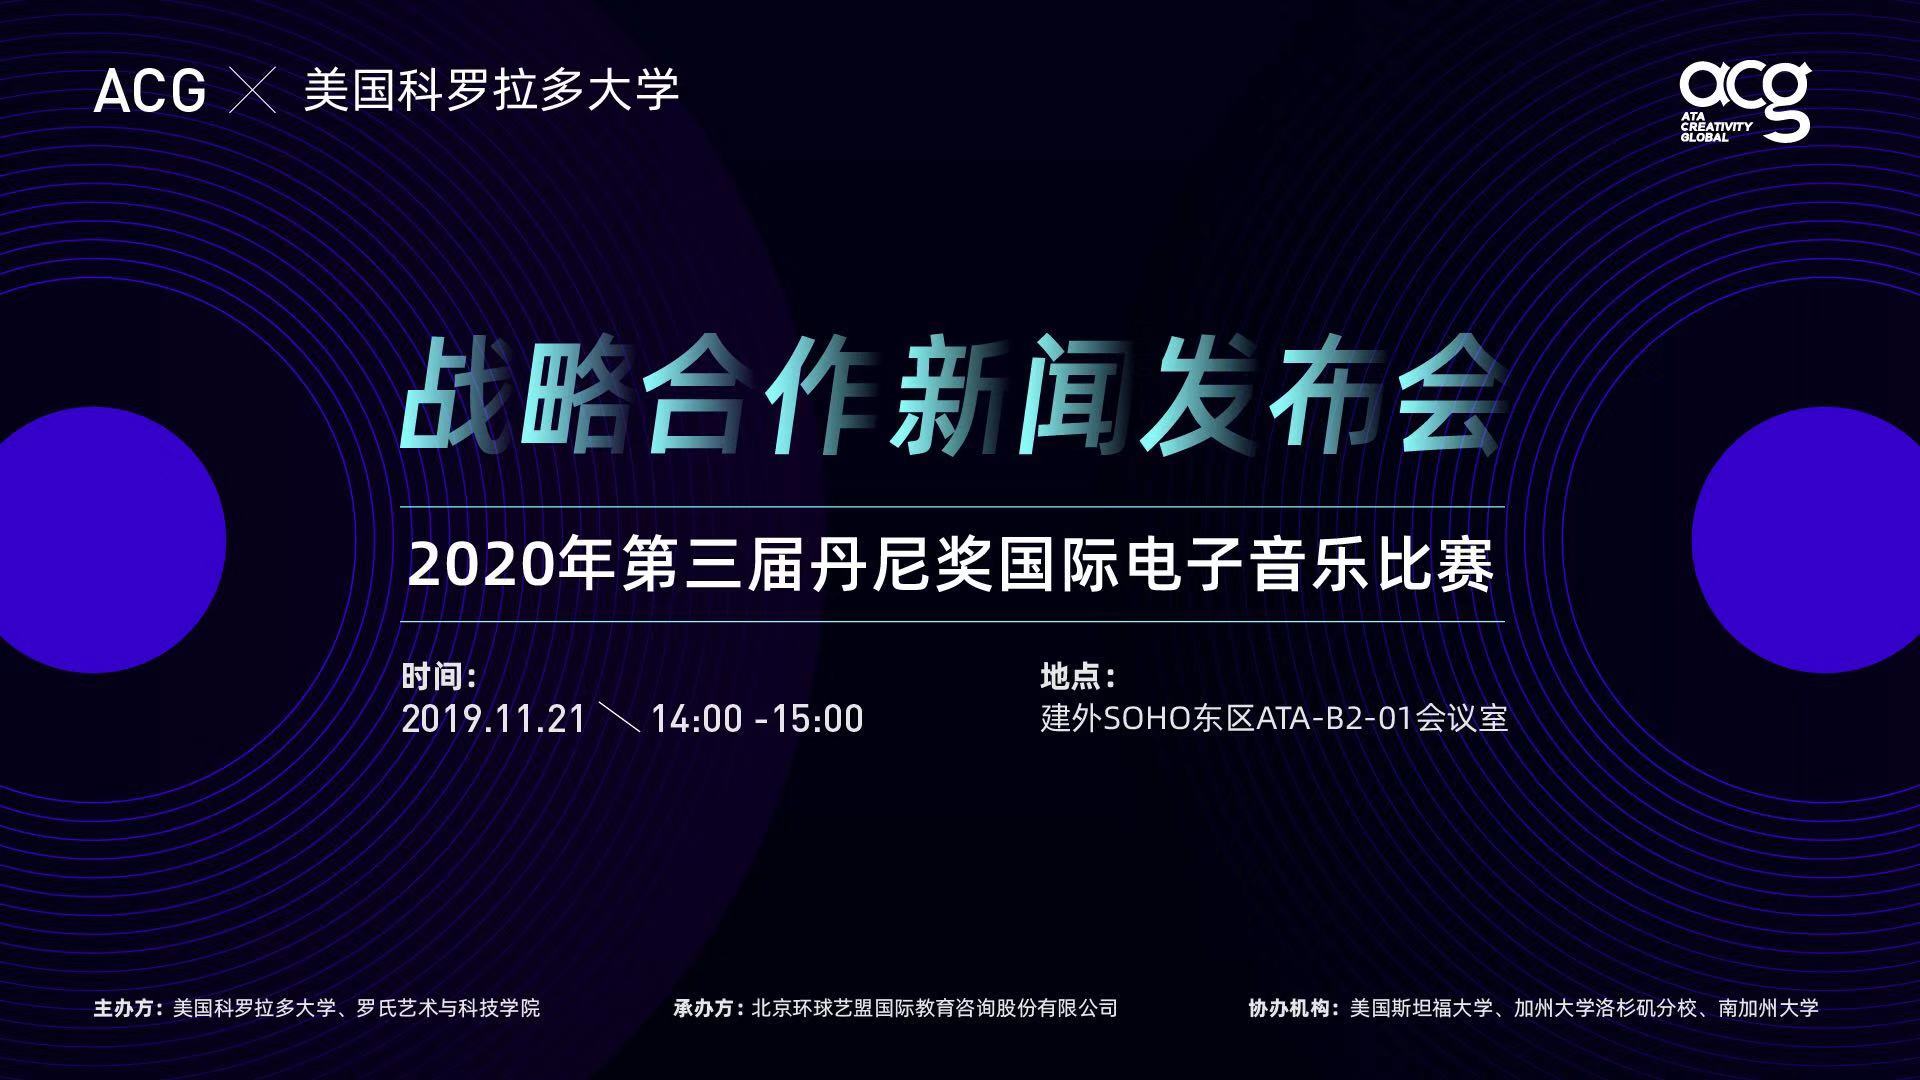 ACG × 美国科罗拉多大学
acg
ATA
CREATIVITY
GLOBAL
战略合作新闻发布会
2020年第三届丹尼奖国际电子音乐比赛
时间：
2019.11.21 ＼ 14:00 -15:00
地点：
建外SOHO东区ATA-B2-01会议室
主办方：美国科罗拉多大学、罗氏艺术与科技学院
承办方：北京环球艺盟国际教育咨询股份有限公司
协办机构：美国斯坦福大学、加州大学洛杉矶分校、南加州大学